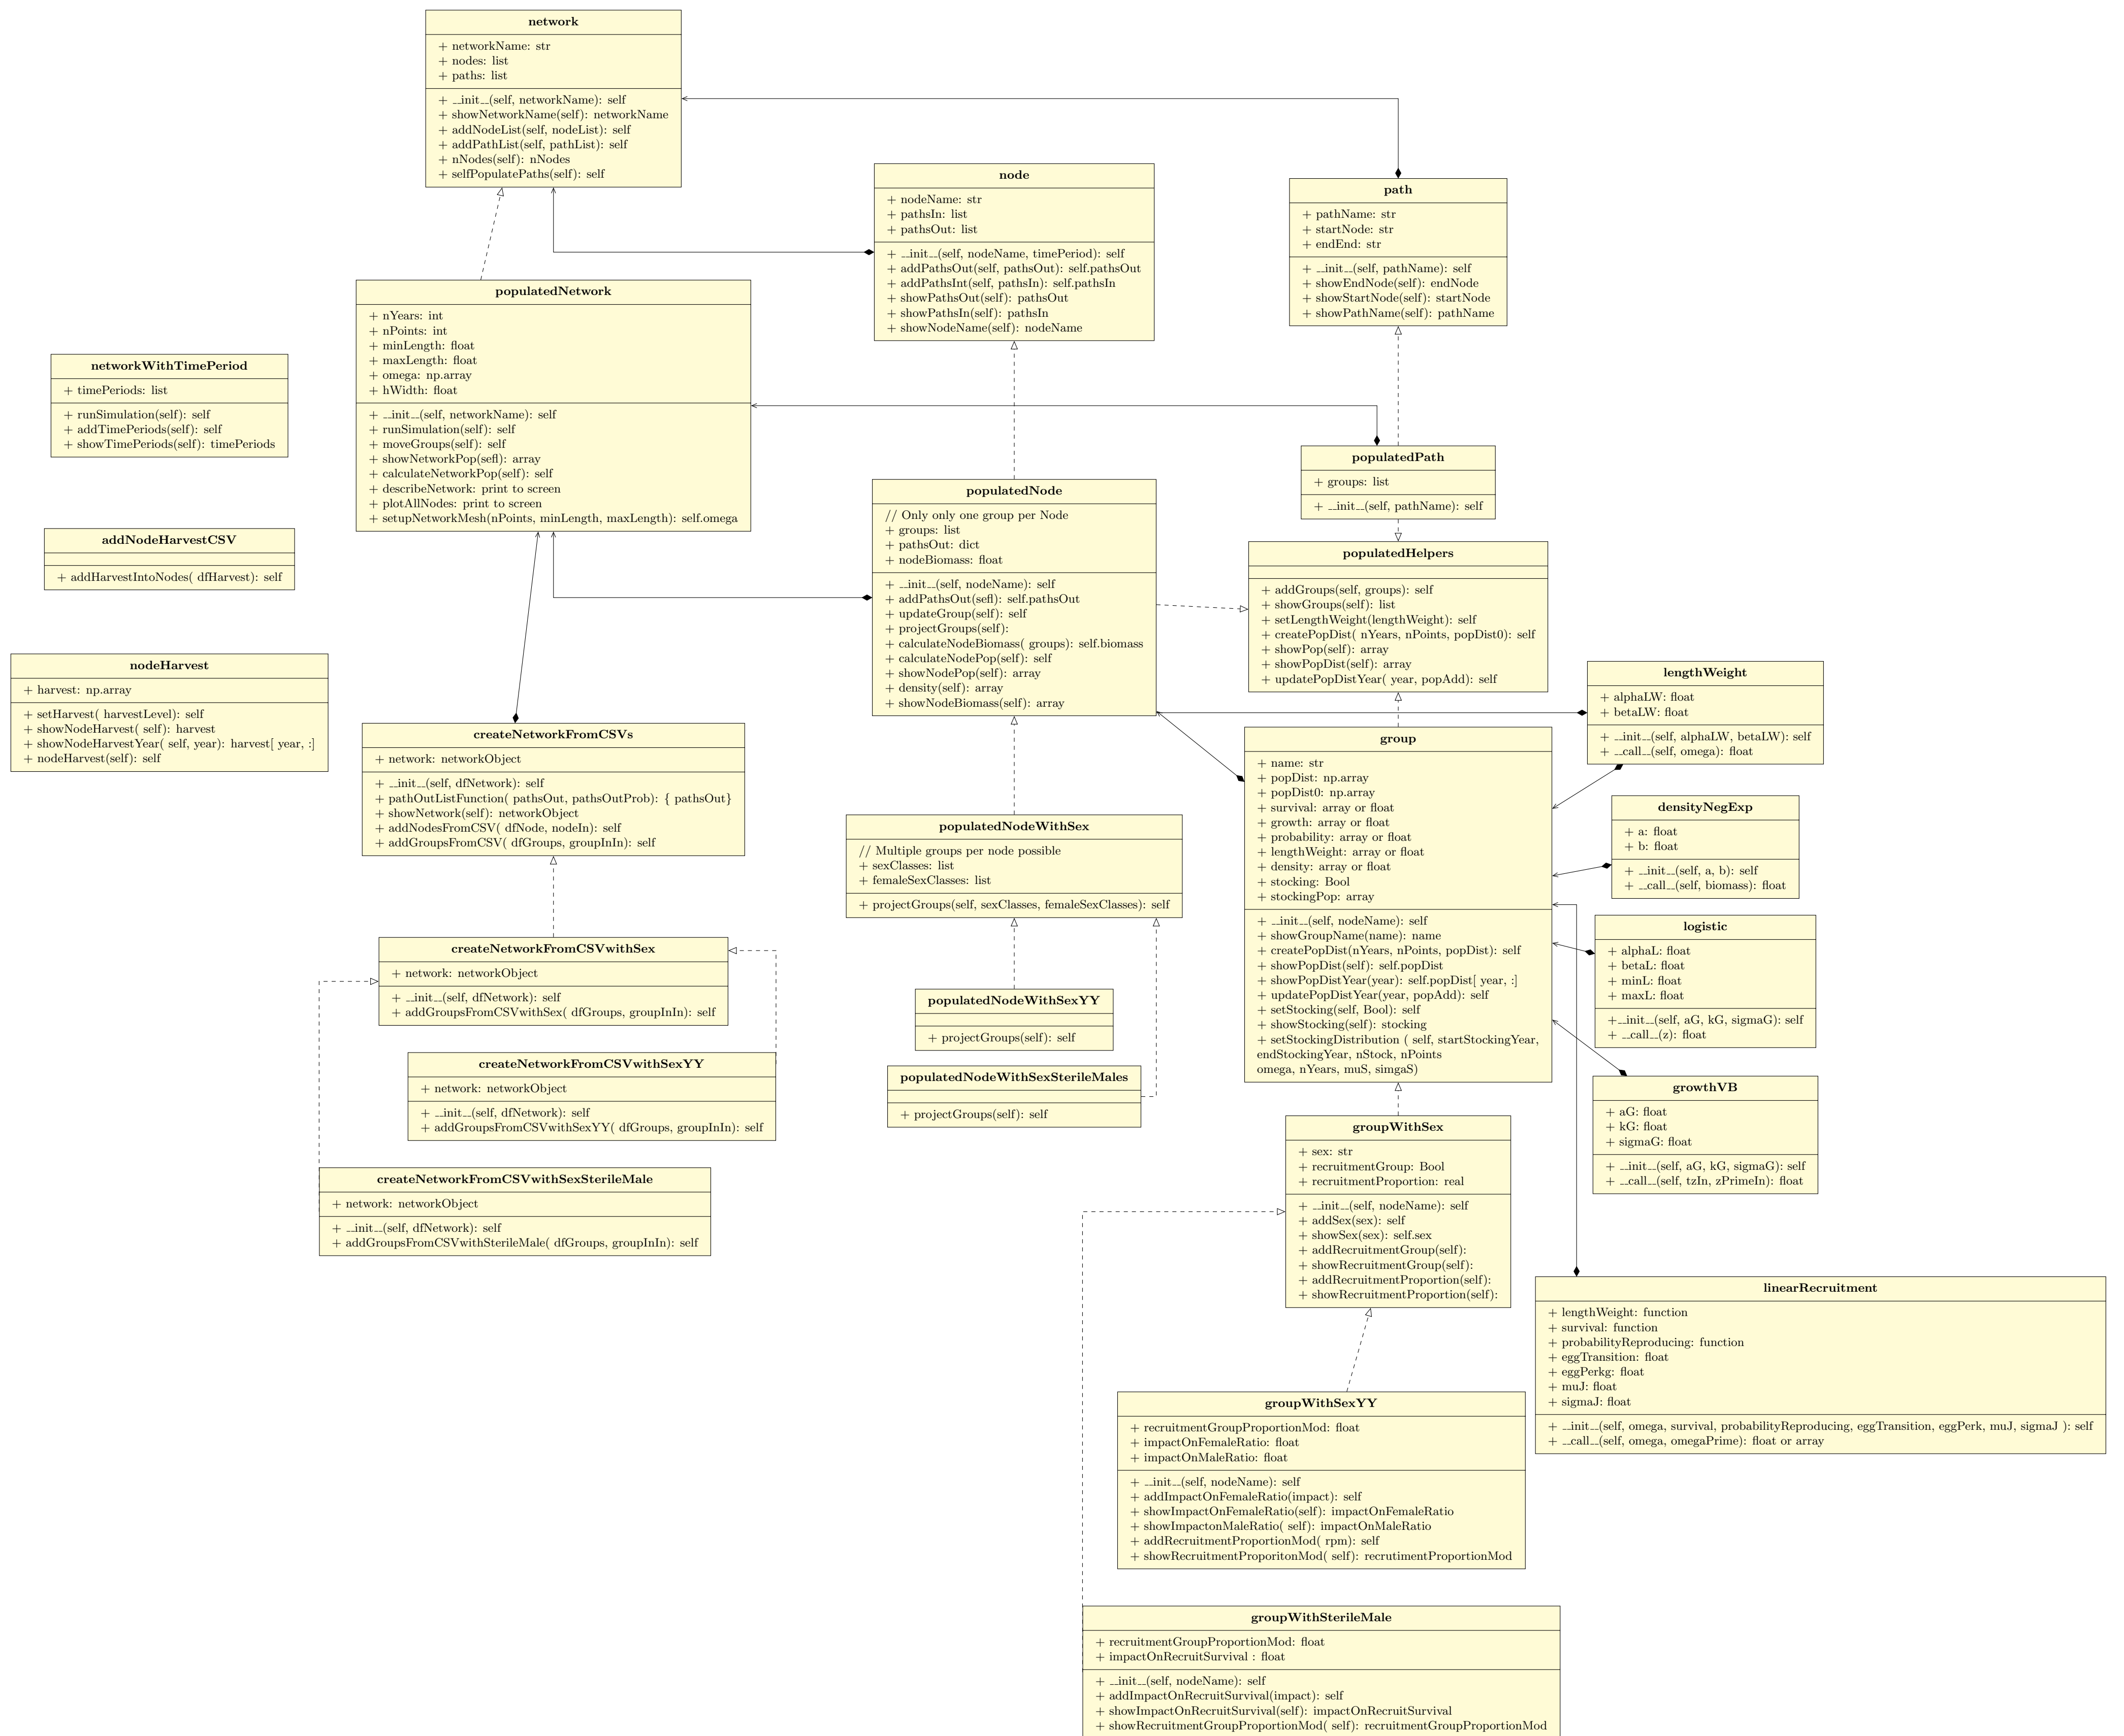 network
+ networkName: str
+ nodes: list
+ paths: list
+ __init__(self, networkName): self
+ showNetworkName(self): networkName
+ addNodeList(self, nodeList): self
+ addPathList(self, pathList): self
+ nNodes(self): nNodes
+ selfPopulatePaths(self): self
node
+ nodeName: str
+ pathsIn: list
+ pathsOut: list
+ __init__(self, nodeName, timePeriod): self
+ addPathsOut(self, pathsOut): self.pathsOut
+ addPathsInt(self, pathsIn): self.pathsIn
+ showPathsOut(self): pathsOut
+ showPathsIn(self): pathsIn
+ showNodeName(self): nodeName
path
+ pathName: str
+ startNode: str
+ endEnd: str
+ __init__(self, pathName): self
+ showEndNode(self): endNode
+ showStartNode(self): startNode
+ showPathName(self): pathName
populatedNetwork
+ nYears: int
+ nPoints: int
+ minLength: float
+ maxLength: float
+ omega: np.array
+ hWidth: float
+ __init__(self, networkName): self
+ runSimulation(self): self
+ moveGroups(self): self
+ showNetworkPop(sefl): array
+ calculateNetworkPop(self): self
+ describeNetwork: print to screen
+ plotAllNodes: print to screen
+ setupNetworkMesh(nPoints, minLength, maxLength): self.omega
networkWithTimePeriod
+ timePeriods: list
+ runSimulation(self): self
+ addTimePeriods(self): self
+ showTimePeriods(self): timePeriods
populatedPath
+ groups: list
+ __init__(self, pathName): self
populatedNode
// Only only one group per Node
+ groups: list
+ pathsOut: dict
+ nodeBiomass: float
+ __init__(self, nodeName): self
+ addPathsOut(sefl): self.pathsOut
+ updateGroup(self): self
+ projectGroups(self):
+ calculateNodeBiomass( groups): self.biomass
+ calculateNodePop(self): self
+ showNodePop(self): array
+ density(self): array
+ showNodeBiomass(self): array
addNodeHarvestCSV
+ addHarvestIntoNodes( dfHarvest): self
populatedHelpers
+ addGroups(self, groups): self
+ showGroups(self): list
+ setLengthWeight(lengthWeight): self
+ createPopDist( nYears, nPoints, popDist0): self
+ showPop(self): array
+ showPopDist(self): array
+ updatePopDistYear( year, popAdd): self
nodeHarvest
+ harvest: np.array
+ setHarvest( harvestLevel): self
+ showNodeHarvest( self): harvest
+ showNodeHarvestYear( self, year): harvest[ year, :]
+ nodeHarvest(self): self
lengthWeight
+ alphaLW: float
+ betaLW: float
+ __init__(self, alphaLW, betaLW): self
+ __call__(self, omega): float
createNetworkFromCSVs
+ network: networkObject
+ __init__(self, dfNetwork): self
+ pathOutListFunction( pathsOut, pathsOutProb): { pathsOut}
+ showNetwork(self): networkObject
+ addNodesFromCSV( dfNode, nodeIn): self
+ addGroupsFromCSV( dfGroups, groupInIn): self
group
+ name: str
+ popDist: np.array
+ popDist0: np.array
+ survival: array or float
+ growth: array or float
+ probability: array or float
+ lengthWeight: array or float
+ density: array or float
+ stocking: Bool
+ stockingPop: array
+ __init__(self, nodeName): self
+ showGroupName(name): name
+ createPopDist(nYears, nPoints, popDist): self
+ showPopDist(self): self.popDist
+ showPopDistYear(year): self.popDist[ year, :]
+ updatePopDistYear(year, popAdd): self
+ setStocking(self, Bool): self
+ showStocking(self): stocking
+ setStockingDistribution ( self, startStockingYear,
endStockingYear, nStock, nPoints
omega, nYears, muS, simgaS)
densityNegExp
+ a: float
+ b: float
+ __init__(self, a, b): self
+ __call__(self, biomass): float
populatedNodeWithSex
// Multiple groups per node possible
+ sexClasses: list
+ femaleSexClasses: list
+ projectGroups(self, sexClasses, femaleSexClasses): self
logistic
+ alphaL: float
+ betaL: float
+ minL: float
+ maxL: float
+__init__(self, aG, kG, sigmaG): self
+ __call__(z): float
createNetworkFromCSVwithSex
+ network: networkObject
+ __init__(self, dfNetwork): self
+ addGroupsFromCSVwithSex( dfGroups, groupInIn): self
populatedNodeWithSexYY
+ projectGroups(self): self
createNetworkFromCSVwithSexYY
+ network: networkObject
+ __init__(self, dfNetwork): self
+ addGroupsFromCSVwithSexYY( dfGroups, groupInIn): self
populatedNodeWithSexSterileMales
+ projectGroups(self): self
growthVB
+ aG: float
+ kG: float
+ sigmaG: float
+ __init__(self, aG, kG, sigmaG): self
+ __call__(self, tzIn, zPrimeIn): float
groupWithSex
+ sex: str
+ recruitmentGroup: Bool
+ recruitmentProportion: real
+ __init__(self, nodeName): self
+ addSex(sex): self
+ showSex(sex): self.sex
+ addRecruitmentGroup(self):
+ showRecruitmentGroup(self):
+ addRecruitmentProportion(self):
+ showRecruitmentProportion(self):
createNetworkFromCSVwithSexSterileMale
+ network: networkObject
+ __init__(self, dfNetwork): self
+ addGroupsFromCSVwithSterileMale( dfGroups, groupInIn): self
linearRecruitment
+ lengthWeight: function
+ survival: function
+ probabilityReproducing: function
+ eggTransition: float
+ eggPerkg: float
+ muJ: float
+ sigmaJ: float
+ __init__(self, omega, survival, probabilityReproducing, eggTransition, eggPerk, muJ, sigmaJ ): self
+ __call__(self, omega, omegaPrime): float or array
groupWithSexYY
+ recruitmentGroupProportionMod: float
+ impactOnFemaleRatio: float
+ impactOnMaleRatio: float
+ __init__(self, nodeName): self
+ addImpactOnFemaleRatio(impact): self
+ showImpactOnFemaleRatio(self): impactOnFemaleRatio
+ showImpactonMaleRatio( self): impactOnMaleRatio
+ addRecruitmentProportionMod( rpm): self
+ showRecruitmentProporitonMod( self): recrutimentProportionMod
groupWithSterileMale
+ recruitmentGroupProportionMod: float
+ impactOnRecruitSurvival : float
+ __init__(self, nodeName): self
+ addImpactOnRecruitSurvival(impact): self
+ showImpactOnRecruitSurvival(self): impactOnRecruitSurvival
+ showRecruitmentGroupProportionMod( self): recruitmentGroupProportionMod